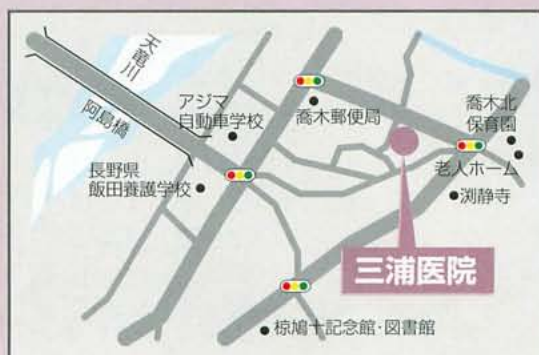 天竜川
阿島橋
アジマ
自動車学校
喬木郵便局
喬木北
保育園
長野県
飯田養護学校
老人ホーム
渕静寺
三浦医院
椋鳩十記念館・図書館